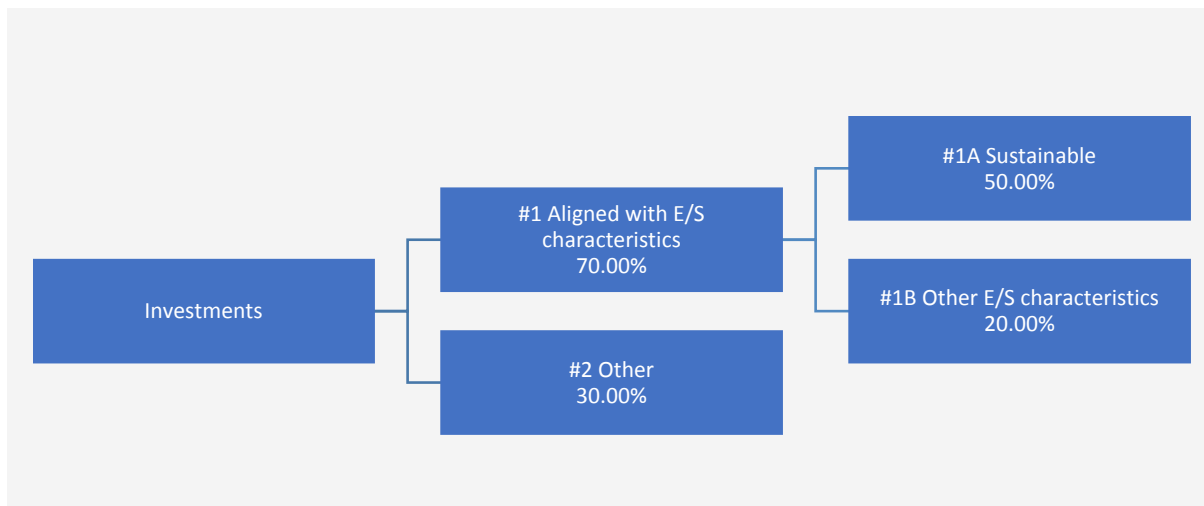 Investments
#1 Aligned with E/S
characteristics
70.00%
#2 Other
30.00%
#1A Sustainable
50.00%
#1B Other E/S characteristics
20.00%